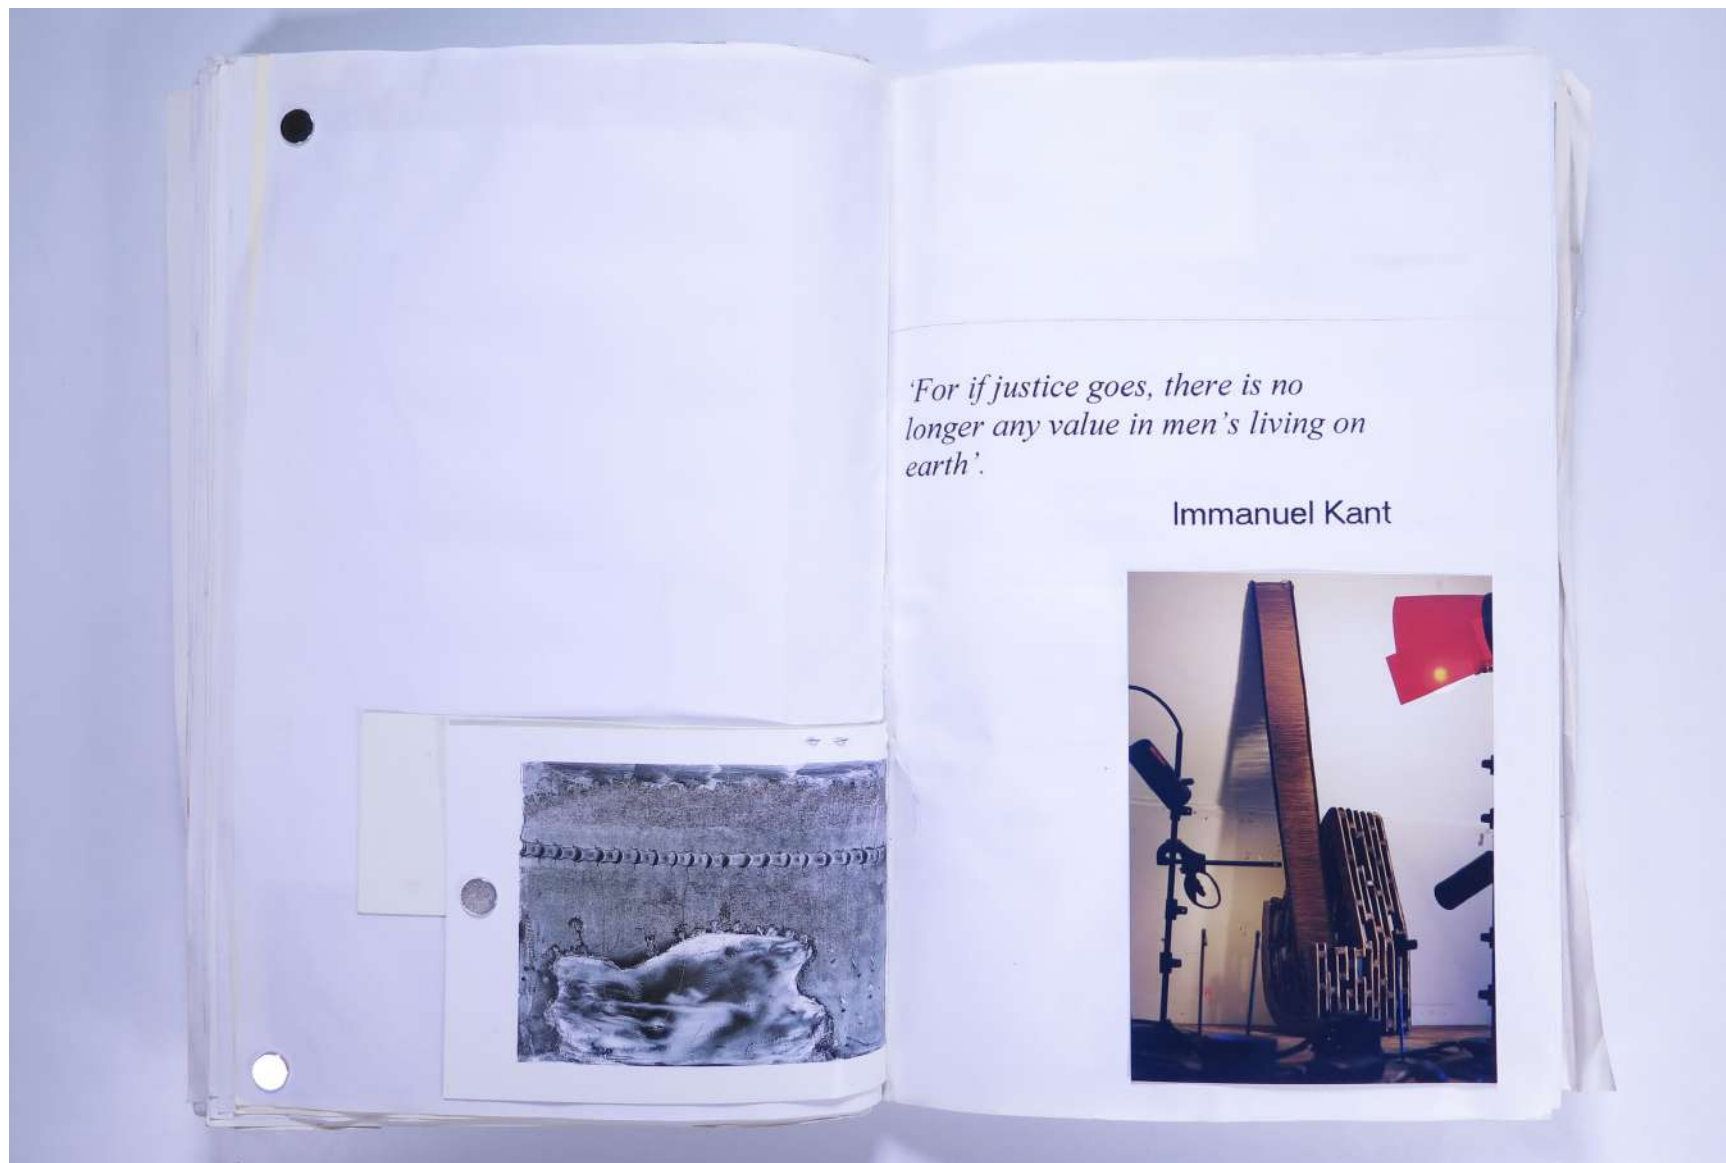 ‘For if justice goes, there is no
longer any value in men’s living on
earth’.
Immanuel Kant